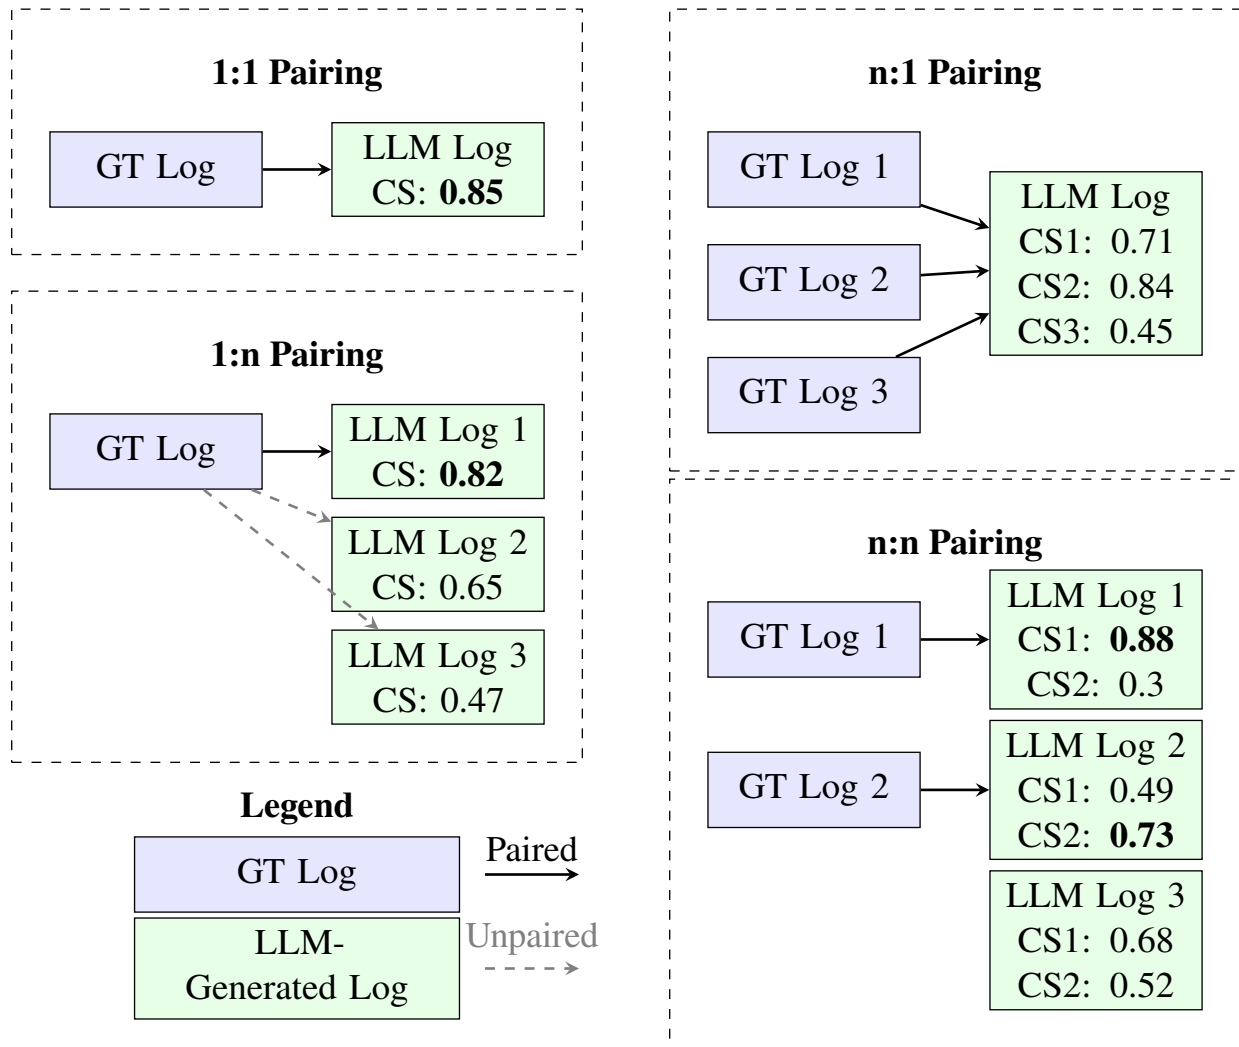 1:1 Pairing
GT Log
LLM Log
CS: 0.85
1:n Pairing
GT Log
LLM Log 1
CS: 0.82
LLM Log 2
CS: 0.65
LLM Log 3
CS: 0.47
Legend
GT Log
LLM-
Generated Log
Paired
Unpaired
n:1 Pairing
GT Log 1
GT Log 2
GT Log 3
LLM Log
CS1: 0.71
CS2: 0.84
CS3: 0.45
n:n Pairing
GT Log 1
LLM Log 1
CS1: 0.88
CS2: 0.3
GT Log 2
LLM Log 2
CS1: 0.49
CS2: 0.73
LLM Log 3
CS1: 0.68
CS2: 0.52